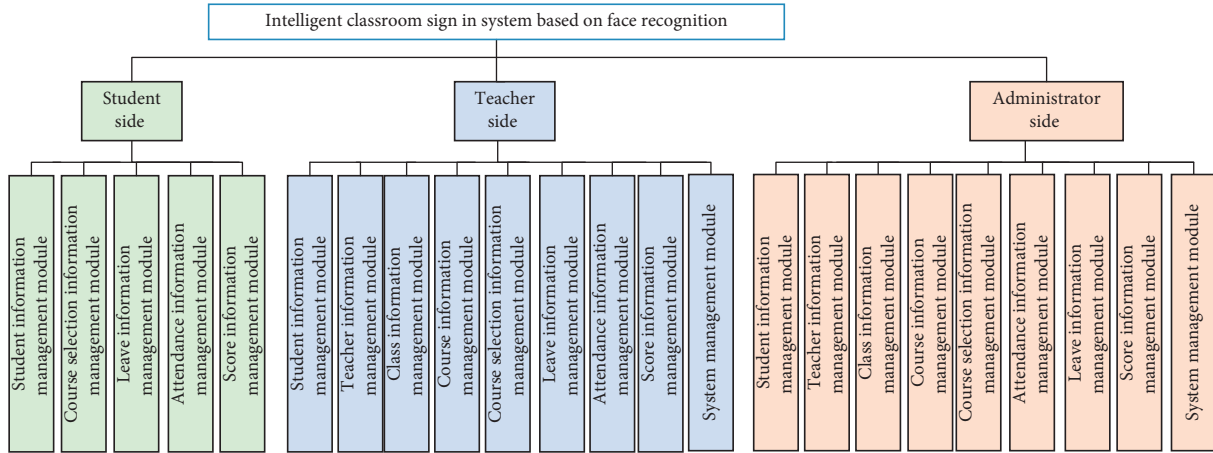 Intelligent classroom sign in system based on face recognition
Student
side
Teacher
side
Administrator
side
Student information
management module
Course selection information
management module
Leave information
management module
Attendance information
management module
Score information
management module
Student information
management module
Teacher information
management module
Class information
management module
Course information
management module
Course selection information
management module
Leave information
management module
Attendance information
management module
Score information
management module
System management module
Student information
management module
Teacher information
management module
Class information
management module
Course information
management module
Course selection information
management module
Attendance information
management module
Leave information
management module
Score information
management module
System management module